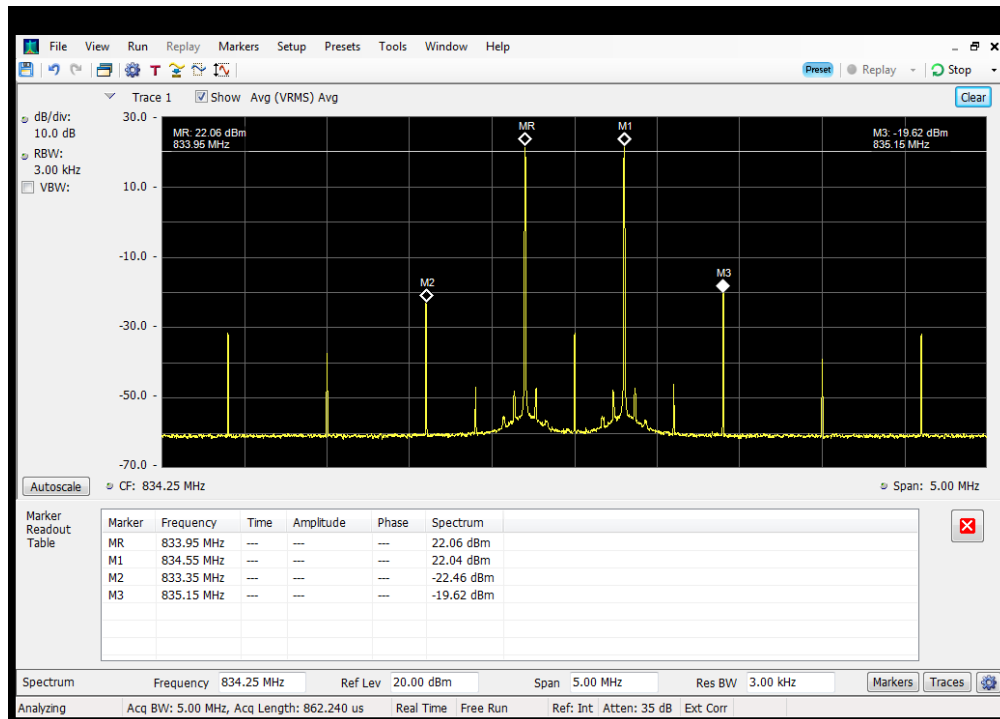 File View Run Replay Markers Setup Presets Tools Window Help
T Preset Replay Stop
Trace 1 Show Avg (VRMS) Avg Clear
dB/div:
10.0 dB
RBW:
3.00 kHz
VBW:
30.0 -
10.0 -
-10.0 -
-30.0 -
-50.0 -
-70.0 -
MR: 22.06 dBm
833.95 MHz
MR
M1
M3: -19.62 dBm
835.15 MHz
M2
M3
Autoscale CF: 834.25 MHz Span: 5.00 MHz
Marker
Readout
Table
Marker Frequency Time Amplitude Phase Spectrum
MR 833.95 MHz --- --- --- 22.06 dBm
M1 834.55 MHz --- --- --- 22.04 dBm
M2 833.35 MHz --- --- --- -22.46 dBm
M3 835.15 MHz --- --- --- -19.62 dBm
Spectrum Frequency 834.25 MHz Ref Lev 20.00 dBm Span 5.00 MHz Res BW 3.00 kHz Markers Traces
Analyzing Acq BW: 5.00 MHz, Acq Length: 862.240 us Real Time Free Run Ref: Int Atten: 35 dB Ext Corr